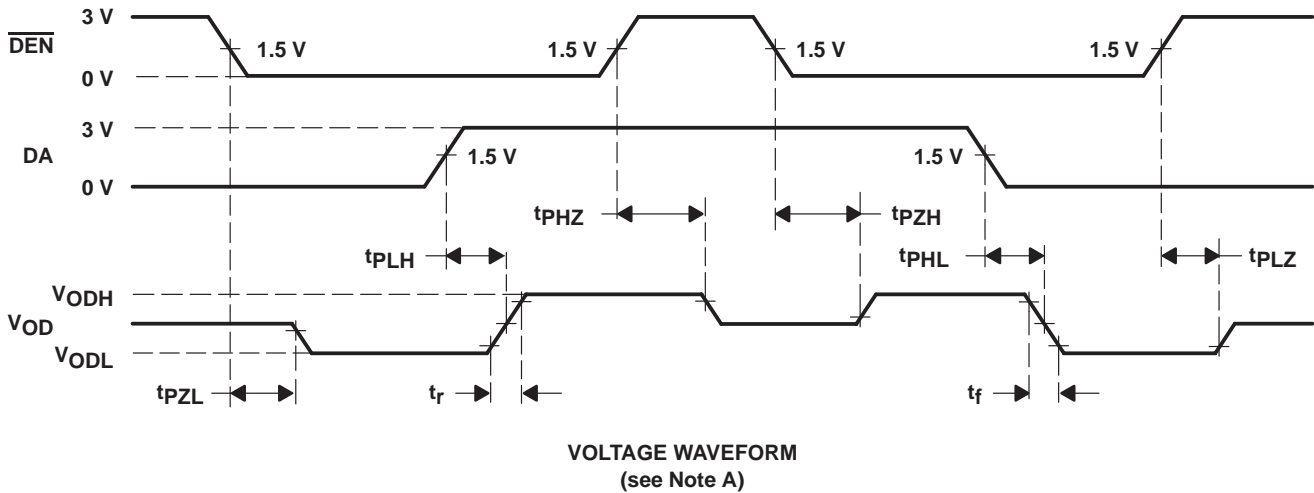 3 V
DEN
1.5 V
1.5 V
1.5 V
1.5 V
0 V
3 V
DA
1.5 V
1.5 V
0 V
tPHZ
tPZH
tPLH
tPHL
tPLZ
VODH
VOD
VODL
tPZL
tr
tf
VOLTAGE WAVEFORM
(see Note A)